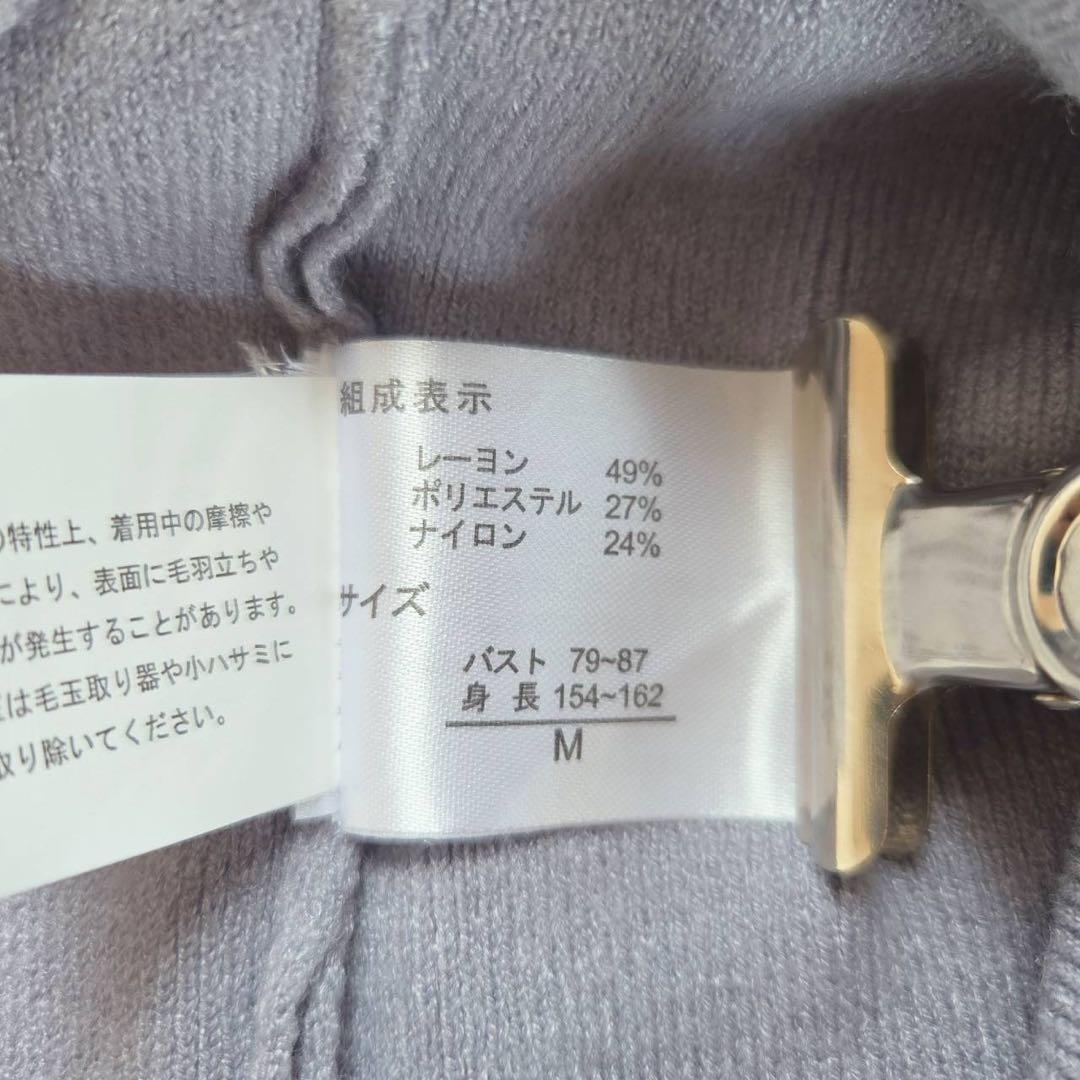 の特性上、着用中の摩擦や
により、表面に毛羽立ちや
が発生することがあります。
は毛玉取り器や小ハサミに
取り除いてください。
組成表示
レーヨン 49%
ポリエステル 27%
ナイロン 24%
サイズ
バスト 79~87
身長 154~162
M